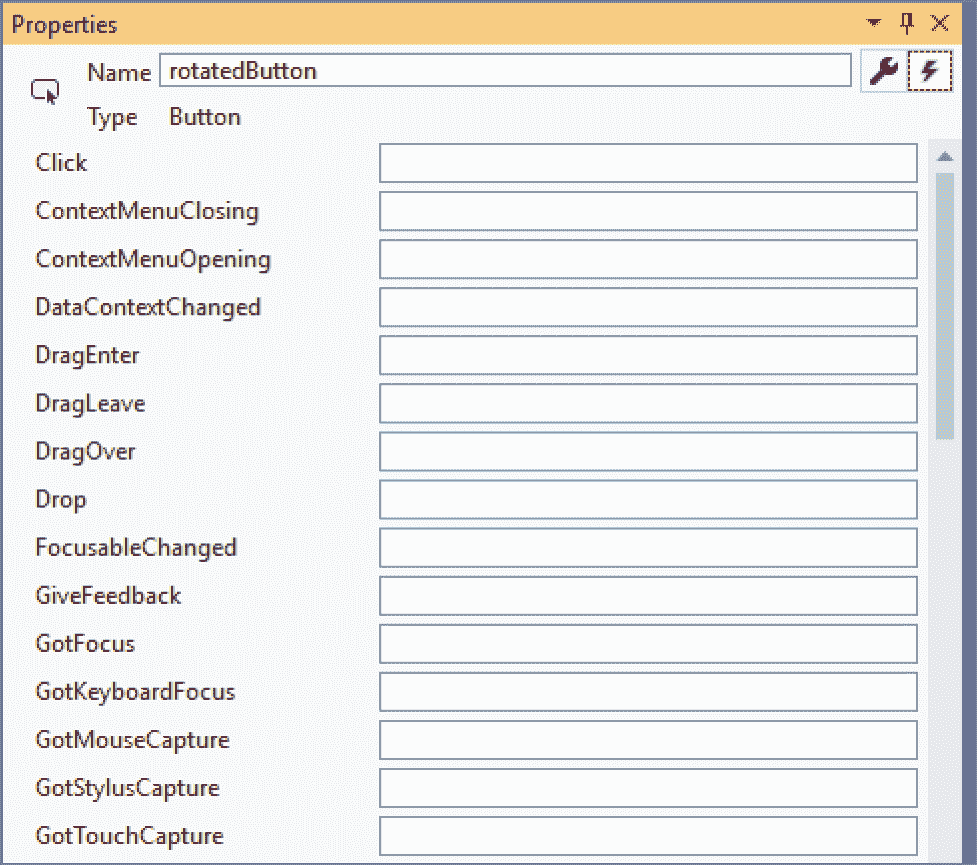 Properties
Name rotatedButton
Type Button
Click
ContextMenuClosing
ContextMenuOpening
DataContextChanged
DragEnter
DragLeave
DragOver
Drop
FocusableChanged
GiveFeedback
GotFocus
GotKeyboardFocus
GotMouseCapture
GotStylusCapture
GotTouchCapture